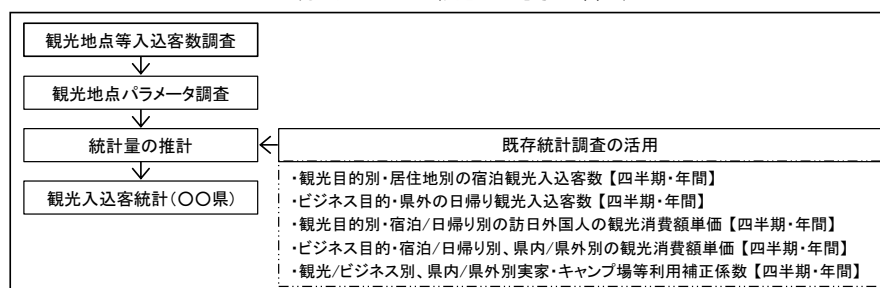 観光地点等入込客数調査
観光地点パラメータ調査
統計量の推計
既存統計調査の活用
観光入込客統計(〇〇県)
・観光目的別・居住地別の宿泊観光入込客数【四半期・年間】
・ビジネス目的・県外の日帰り観光入込客数【四半期・年間】
・観光目的別・宿泊/日帰り別の訪日外国人の観光消費額単価【四半期・年間】
・ビジネス目的・宿泊/日帰り別、県内/県外別の観光消費額単価【四半期・年間】
・観光/ビジネス別、県内/県外別実家・キャンプ場等利用補正係数【四半期・年間】